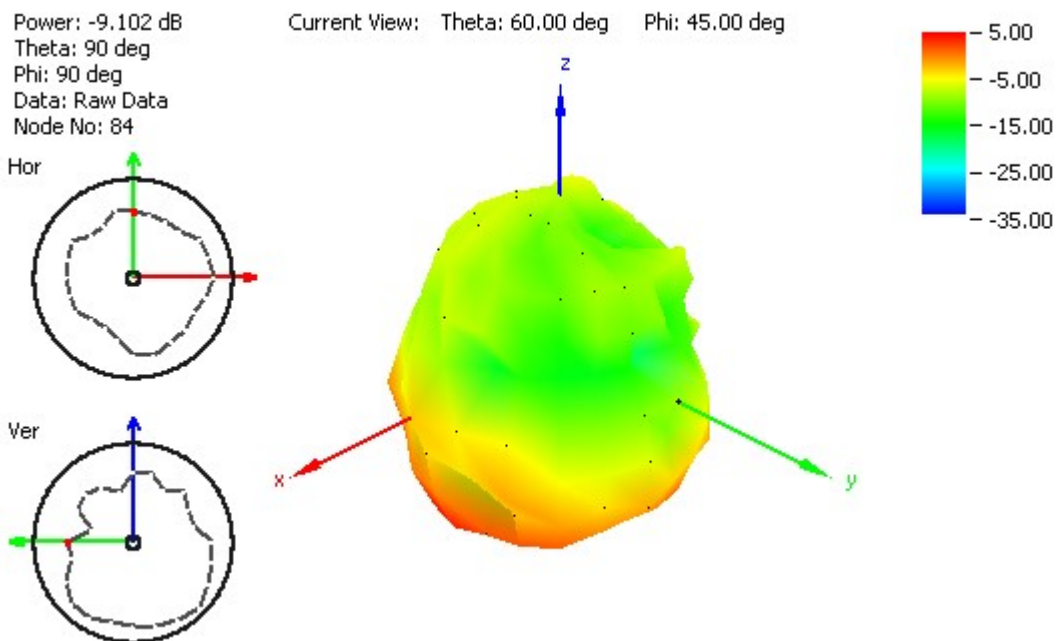 Power: -9.102 dB
Theta: 90 deg
Phi: 90 deg
Data: Raw Data
Node No: 84
Current View: Theta: 60.00 deg Phi: 45.00 deg
Hor
Ver
z
x
y
5.00
-5.00
-15.00
-25.00
-35.00